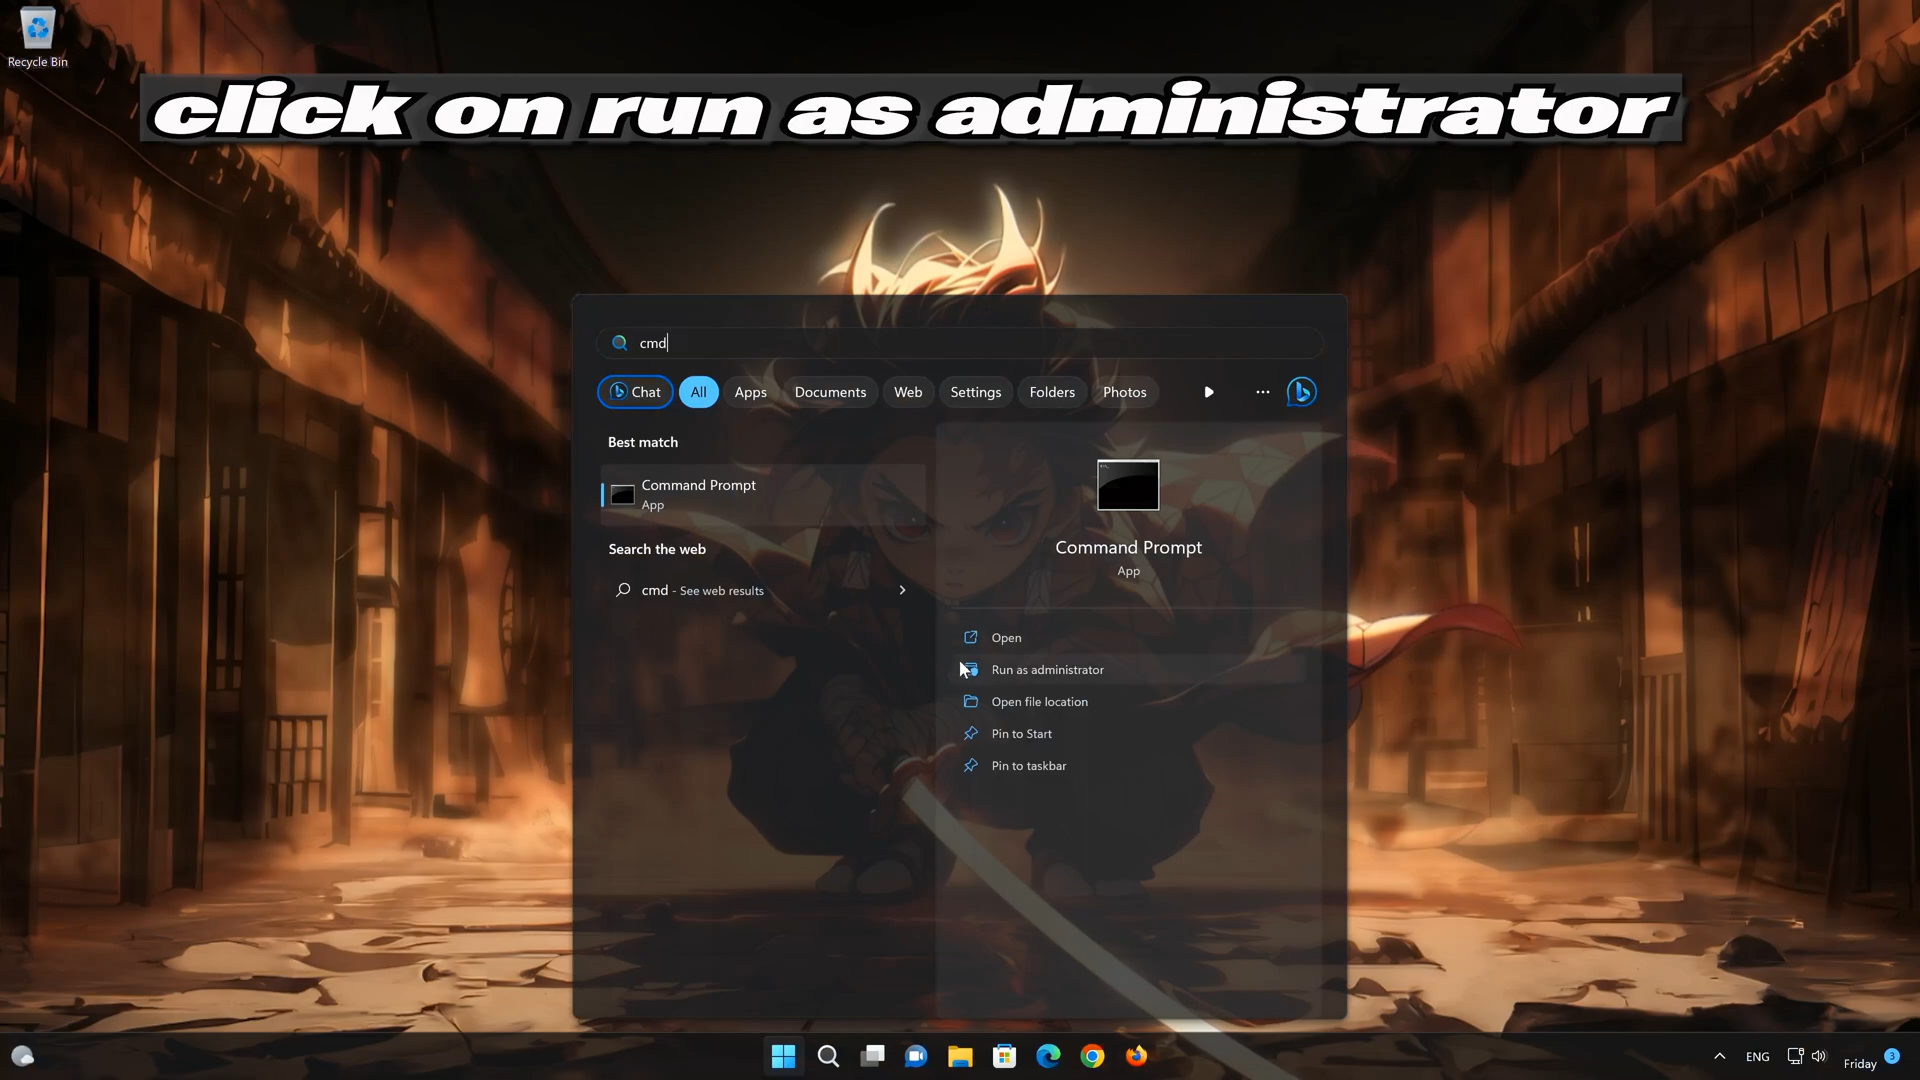 Recycle Bin
click on run as administrator
cmd
Chat All Apps Documents Web Settings Folders Photos
Best match
Command Prompt
App
Search the web
cmd - See web results
Command Prompt
App
Open
Run as administrator
Open file location
Pin to Start
Pin to taskbar
ENG
Friday 3